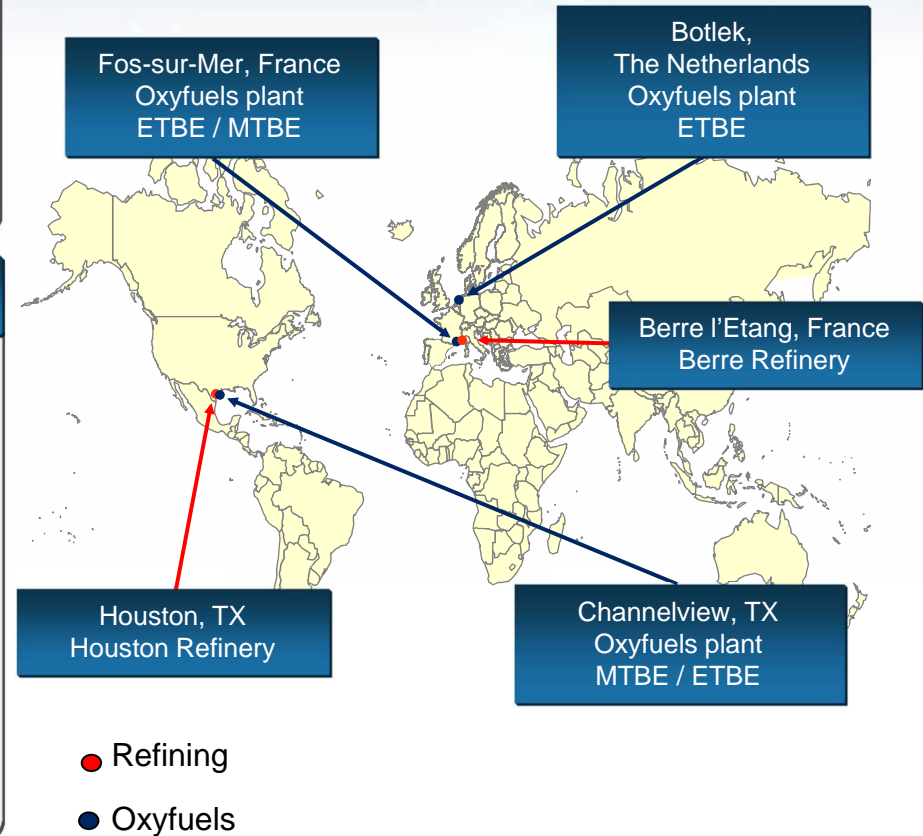 Fos-sur-Mer, France
Oxyfuels plant
ETBE / MTBE
Botlek,
The Netherlands
Oxyfuels plant
ETBE
Berre l'Etang, France
Berre Refinery
Houston, TX
Houston Refinery
Channelview, TX
Oxyfuels plant
MTBE / ETBE
Refining
Oxyfuels